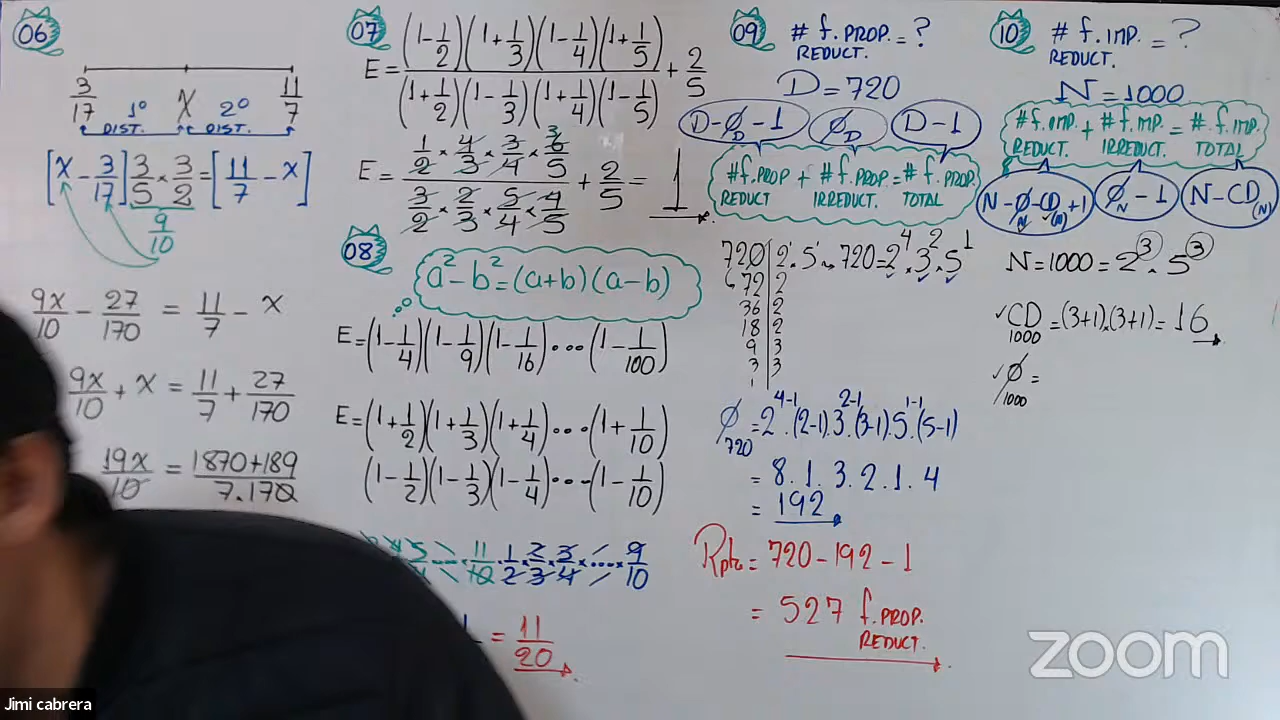 06
3/17 1° X 2° 11/7
DIST. DIST.
[X - 3/17] 3/5 × 3/2 = [11/7 - X]
9/10
9x/10 - 27/170 = 11/7 - x
9x/10 + x = 11/7 + 27/170
19x/10 = 1870+189/7.170
07
E = (1-1/2)(1+1/3)(1-1/4)(1+1/5)/(1+1/2)(1-1/3)(1+1/4)(1-1/5) + 2/5
E = 1/2 × 4/3 × 3/4 × 6/5 / 3/2 × 2/3 × 5/4 × 4/5 + 2/5 = 1
08
a² - b² = (a+b)(a-b)
E = (1-1/4)(1-1/9)(1-1/16)...(1-1/100)
E = (1+1/2)(1+1/3)(1+1/4)...(1+1/10)
(1-1/2)(1-1/3)(1-1/4)...(1-1/10)
11/10 . 1/2 × 2/3 × 3/4 × ... × 9/10
= 11/20
09
# f. PROP. = ?
REDUCT.
D = 720
D-∅D-1 ∅D D-1
#f.PROP + #f.PROP. = #f.PROP.
REDUCT IRREDUCT. TOTAL
720 2.5 → 720 = 2⁴.3².5¹
72 2
36 2
18 2
9 3
3 3
1
∅720 = 2⁴⁻¹.(2-1).3²⁻¹.(3-1).5¹⁻¹.(5-1)
= 8.1.3.2.1.4
= 192
Rpta = 720 - 192 - 1
= 527 f.PROP.
REDUCT.
10
# f. IMP. = ?
REDUCT.
N = 1000
#f.IMP. + #f.IMP. = #f.IMP.
REDUCT. IRREDUCT. TOTAL
N-∅N-CD(N)+1 ∅N-1 N-CD(N)
N = 1000 = 2³.5³
✓CD1000 = (3+1).(3+1) = 16
✓∅1000 =
zoom
Jimi cabrera